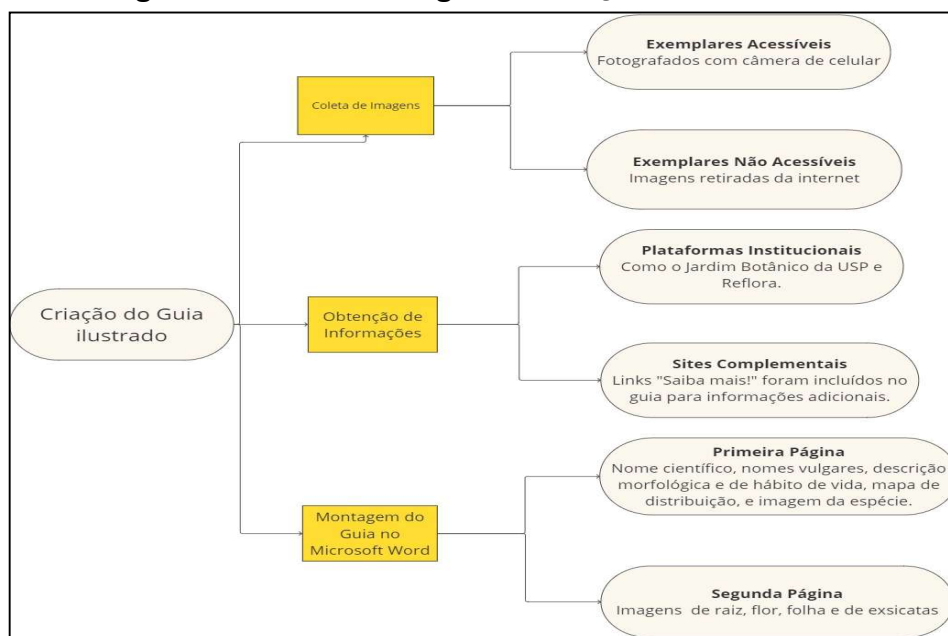 Exemplares Acessíveis
Fotografados com câmera de celular
Coleta de Imagens
Exemplares Não Acessíveis
Imagens retiradas da internet
Plataformas Institucionais
Como o Jardim Botânico da USP e
Reflora.
Criação do Guia
ilustrado
Obtenção de
Informações
Sites Complementais
Links "Saiba mais!" foram incluídos no
guia para informações adicionais.
Primeira Página
Nome científico, nomes vulgares, descrição
morfológica e de hábito de vida, mapa de
distribuição, e imagem da espécie.
Montagem do
Guia no
Microsoft Word
Segunda Página
Imagens de raiz, flor, folha e de exsicatas